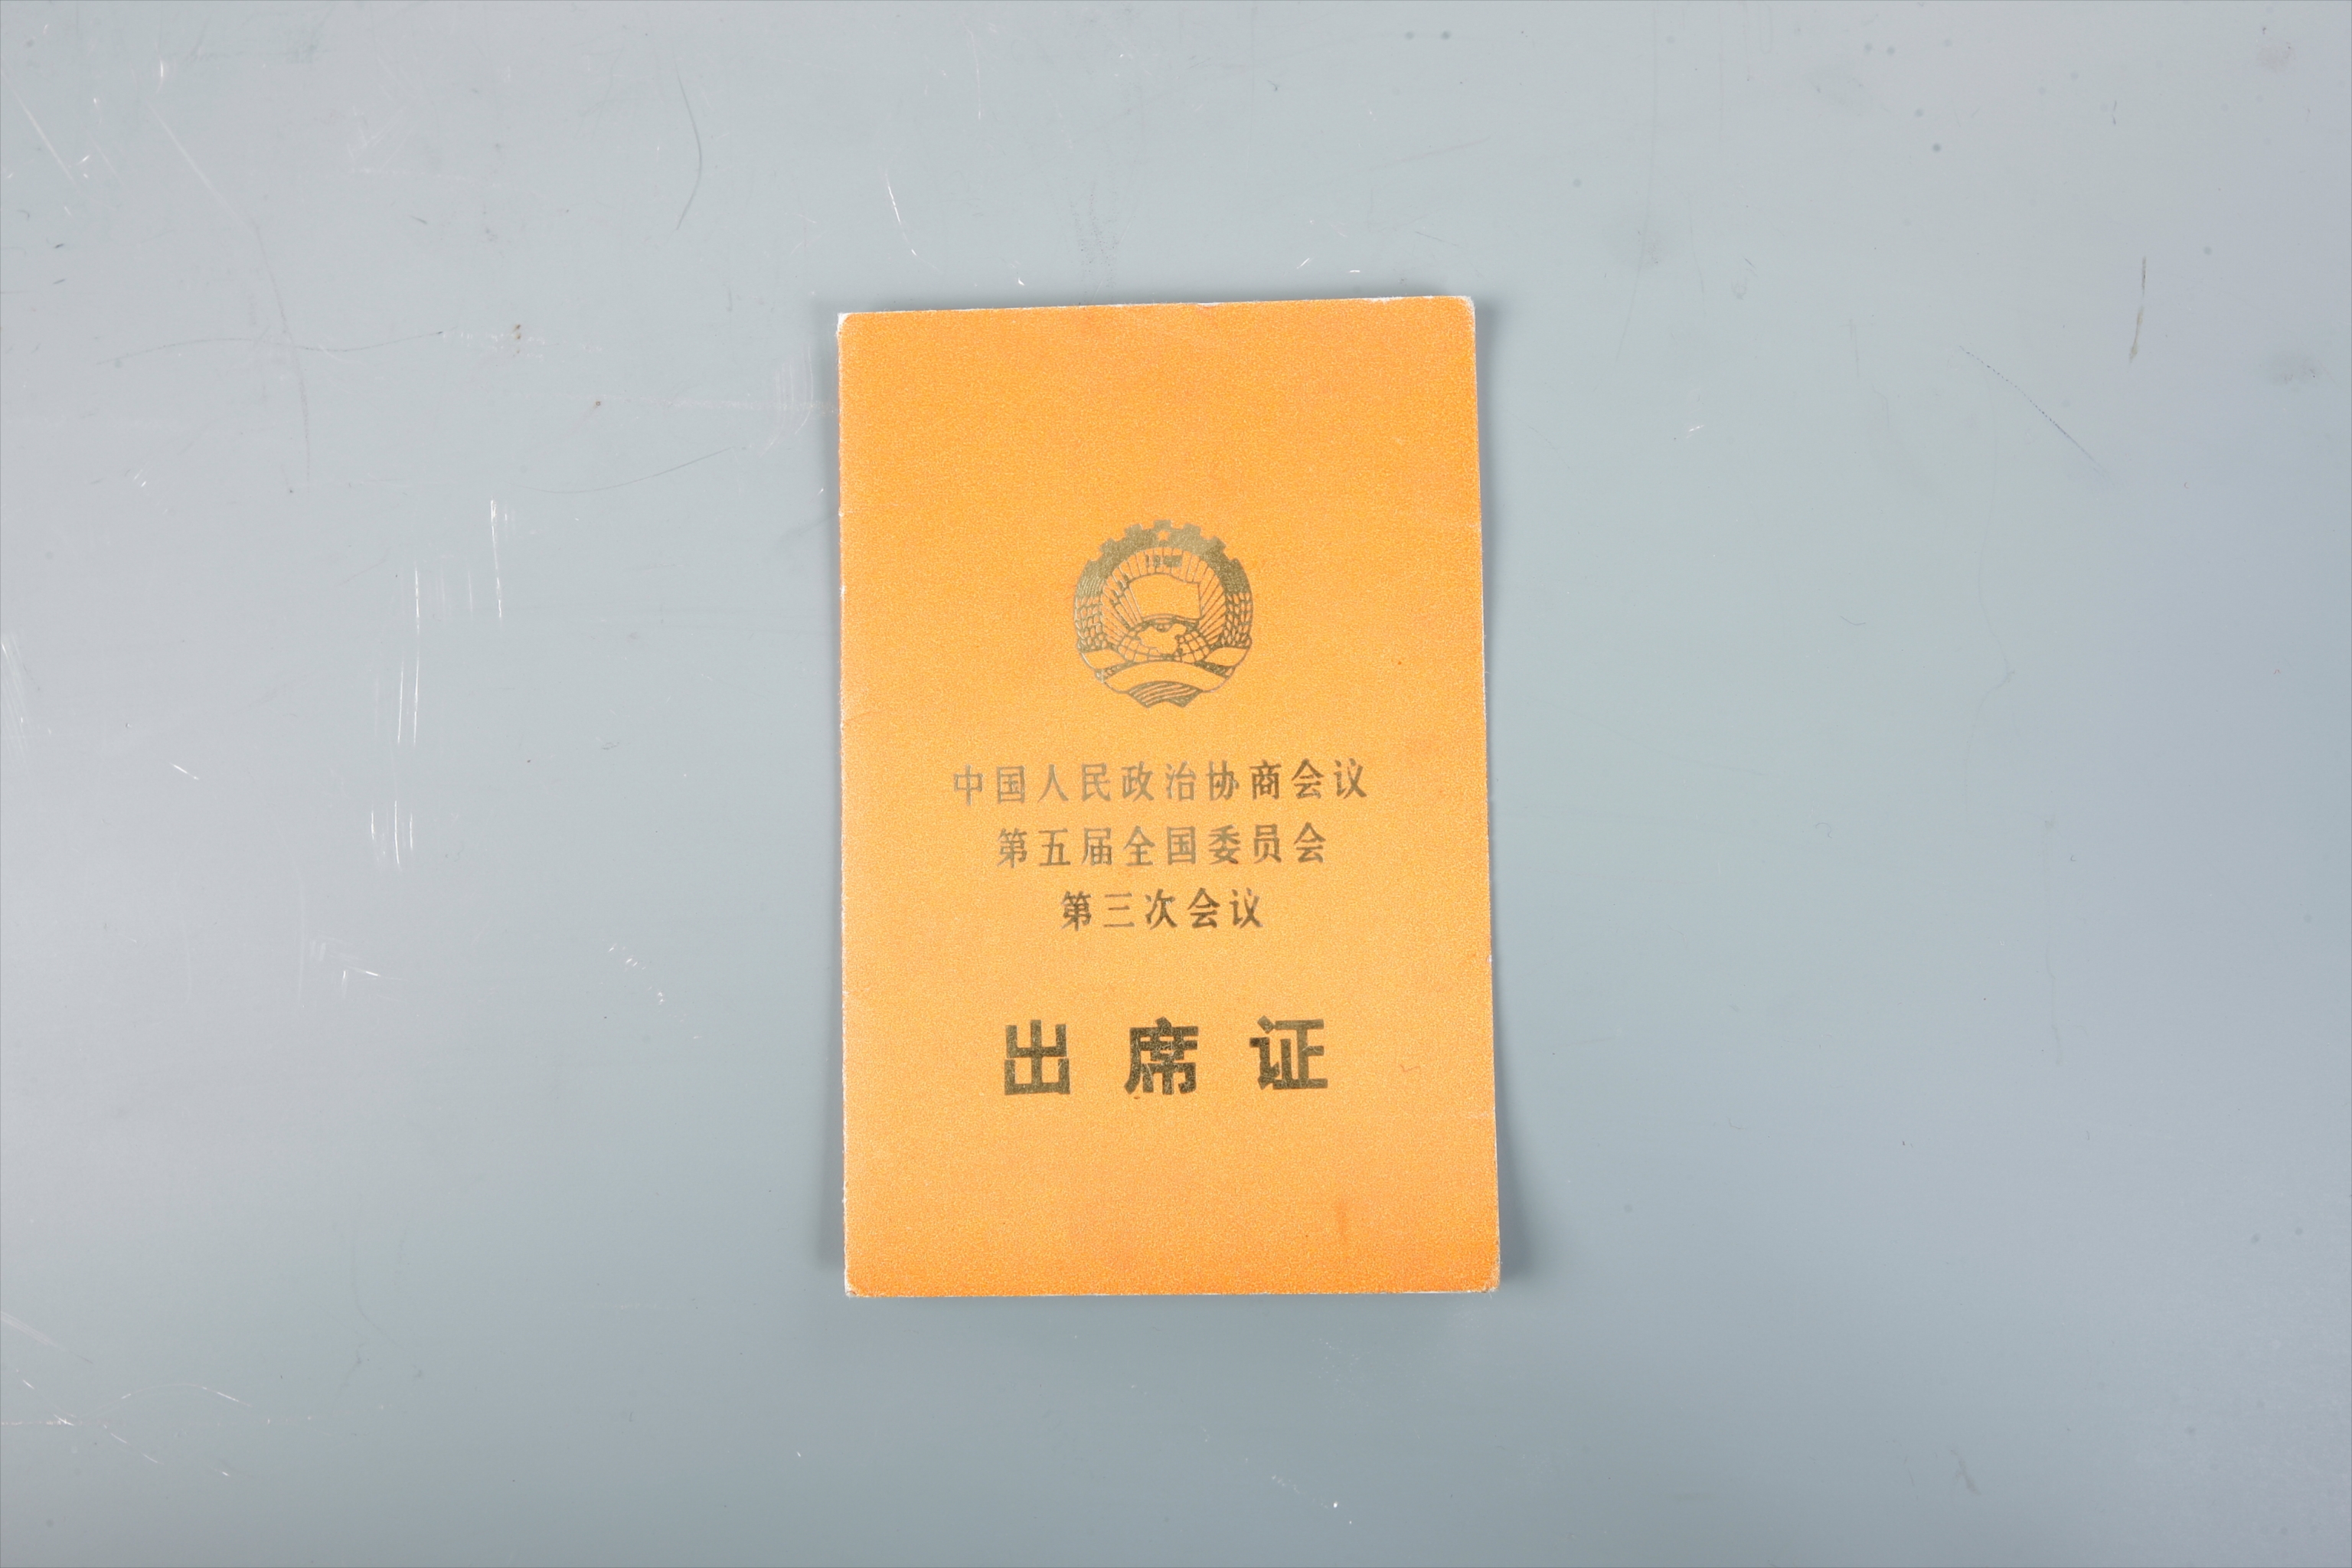 中国人民政治协商会议
第五届全国委员会
第三次会议
出席证